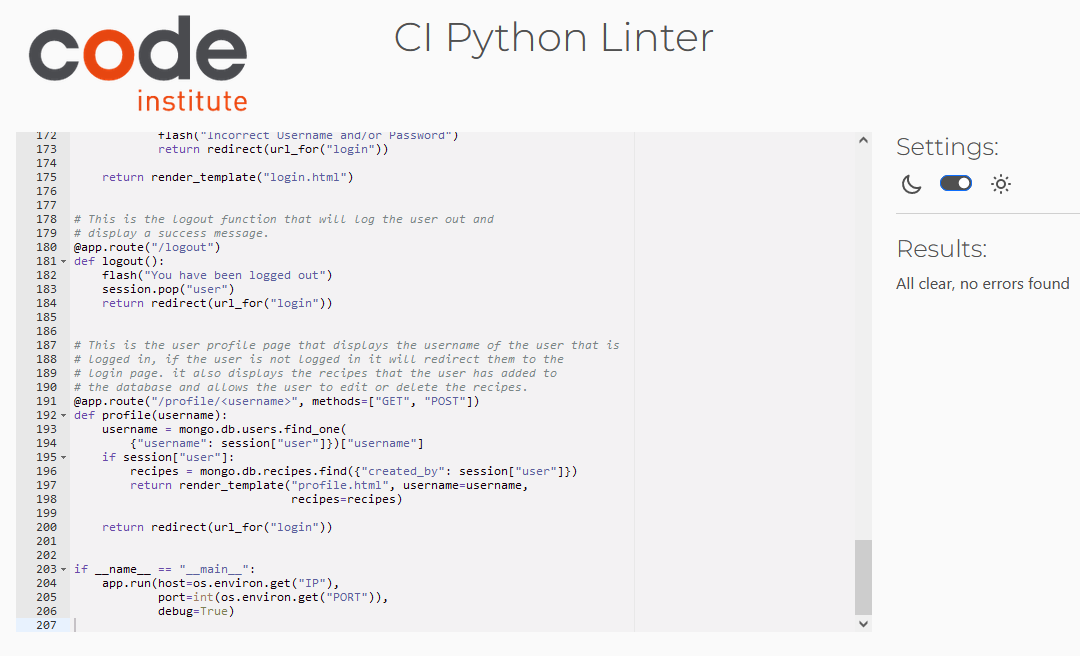 code
institute
CI Python Linter
172 flash("Incorrect Username and/or Password")
173 return redirect(url_for("login"))
174
175 return render_template("login.html")
176
177
178 # This is the logout function that will log the user out and
179 # display a success message.
180 @app.route("/logout")
181 def logout():
182 flash("You have been logged out")
183 session.pop("user")
184 return redirect(url_for("login"))
185
186
187 # This is the user profile page that displays the username of the user that is
188 # logged in, if the user is not logged in it will redirect them to the
189 # login page. it also displays the recipes that the user has added to
190 # the database and allows the user to edit or delete the recipes.
191 @app.route("/profile/<username>", methods=["GET", "POST"])
192 def profile(username):
193 username = mongo.db.users.find_one(
194 {"username": session["user"]})["username"]
195 if session["user"]:
196 recipes = mongo.db.recipes.find({"created_by": session["user"]})
197 return render_template("profile.html", username=username,
198 recipes=recipes)
199
200 return redirect(url_for("login"))
201
202
203 if __name__ == "__main__":
204 app.run(host=os.environ.get("IP"),
205 port=int(os.environ.get("PORT")),
206 debug=True)
207
Settings:
Results:
All clear, no errors found